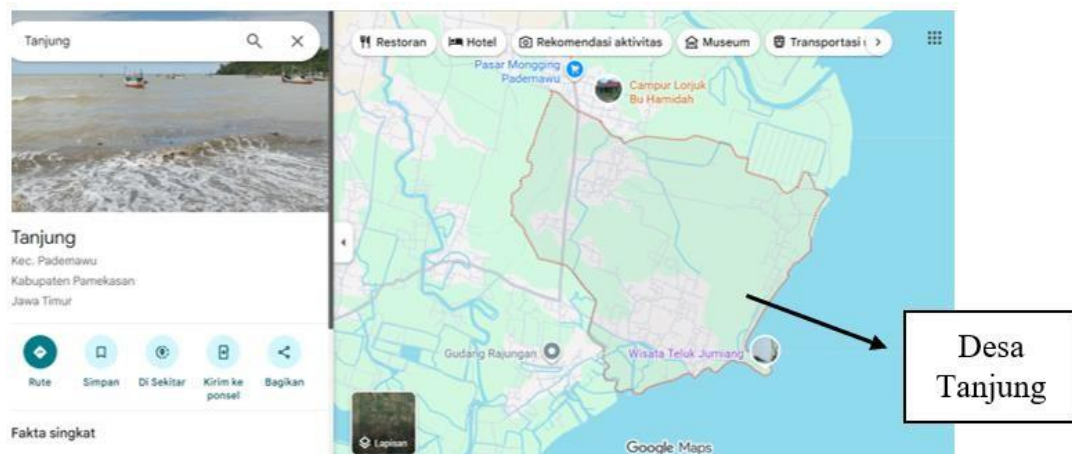 Tanjung
Restoran
Hotel
Rekomendasi aktivitas
Museum
Transportasi
Pasar Mongging
Pademawu
Campur Lorjuk
Bu Hamidah
Tanjung
Kec. Pademawu
Kabupaten Pamekasan
Jawa Timur
Rute
Simpan
Di Sekitar
Kirim ke
ponsel
Bagikan
Fakta singkat
Gudang Rajungan
Wisata Teluk Jumiang
Lapisan
Google Maps
Desa
Tanjung